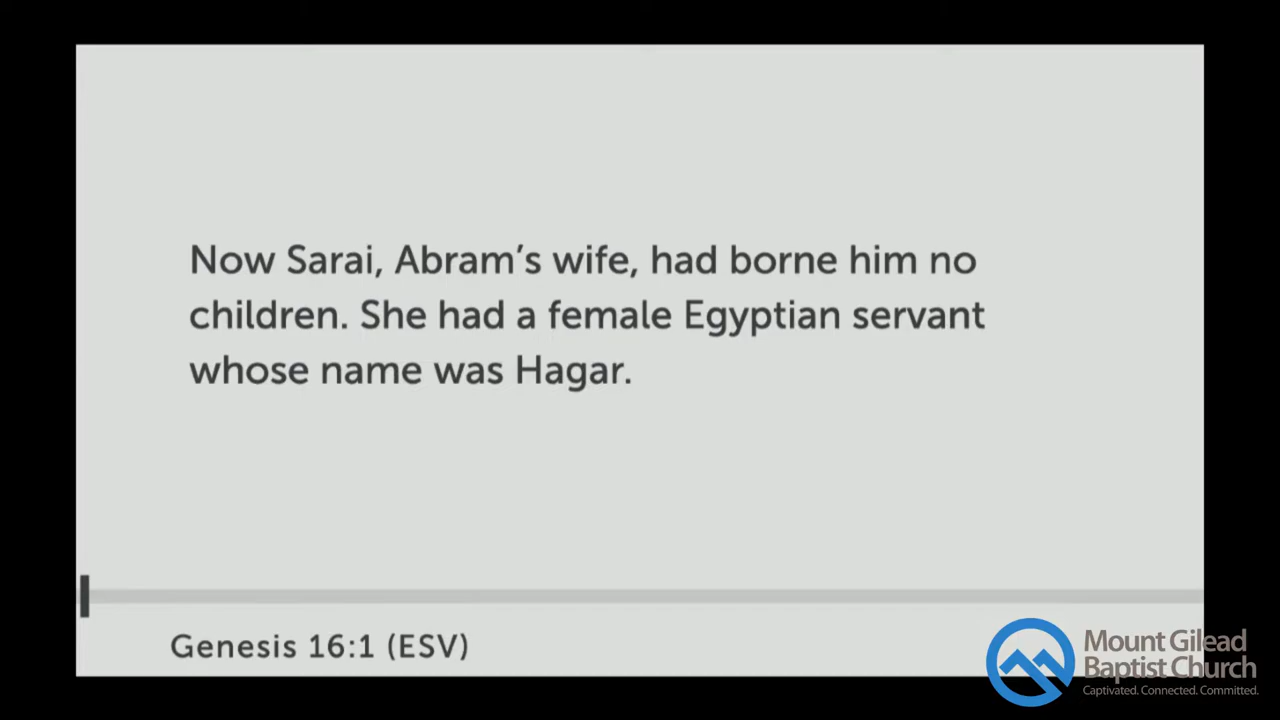 Now Sarai, Abram’s wife, had borne him no
children. She had a female Egyptian servant
whose name was Hagar.
Genesis 16:1 (ESV)
Mount Gilead
Baptist Church
Captivated. Connected. Committed.